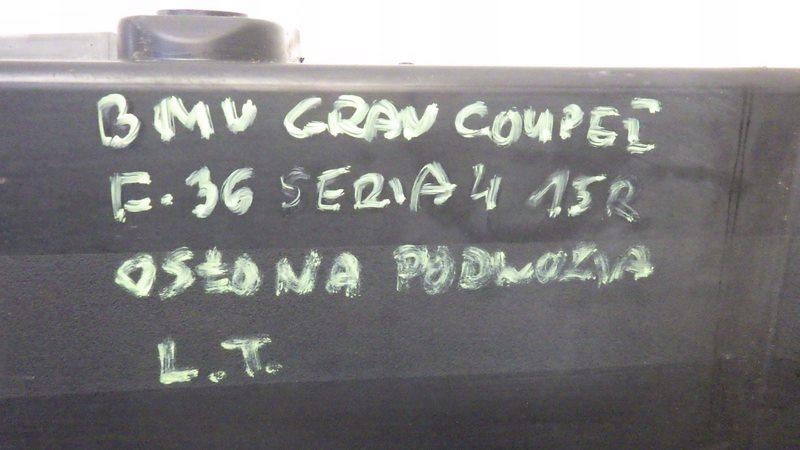 BMW GRAN COUPE I
F-36 SERIA 4 15R
OSŁONA PODWOZIA
L.T.